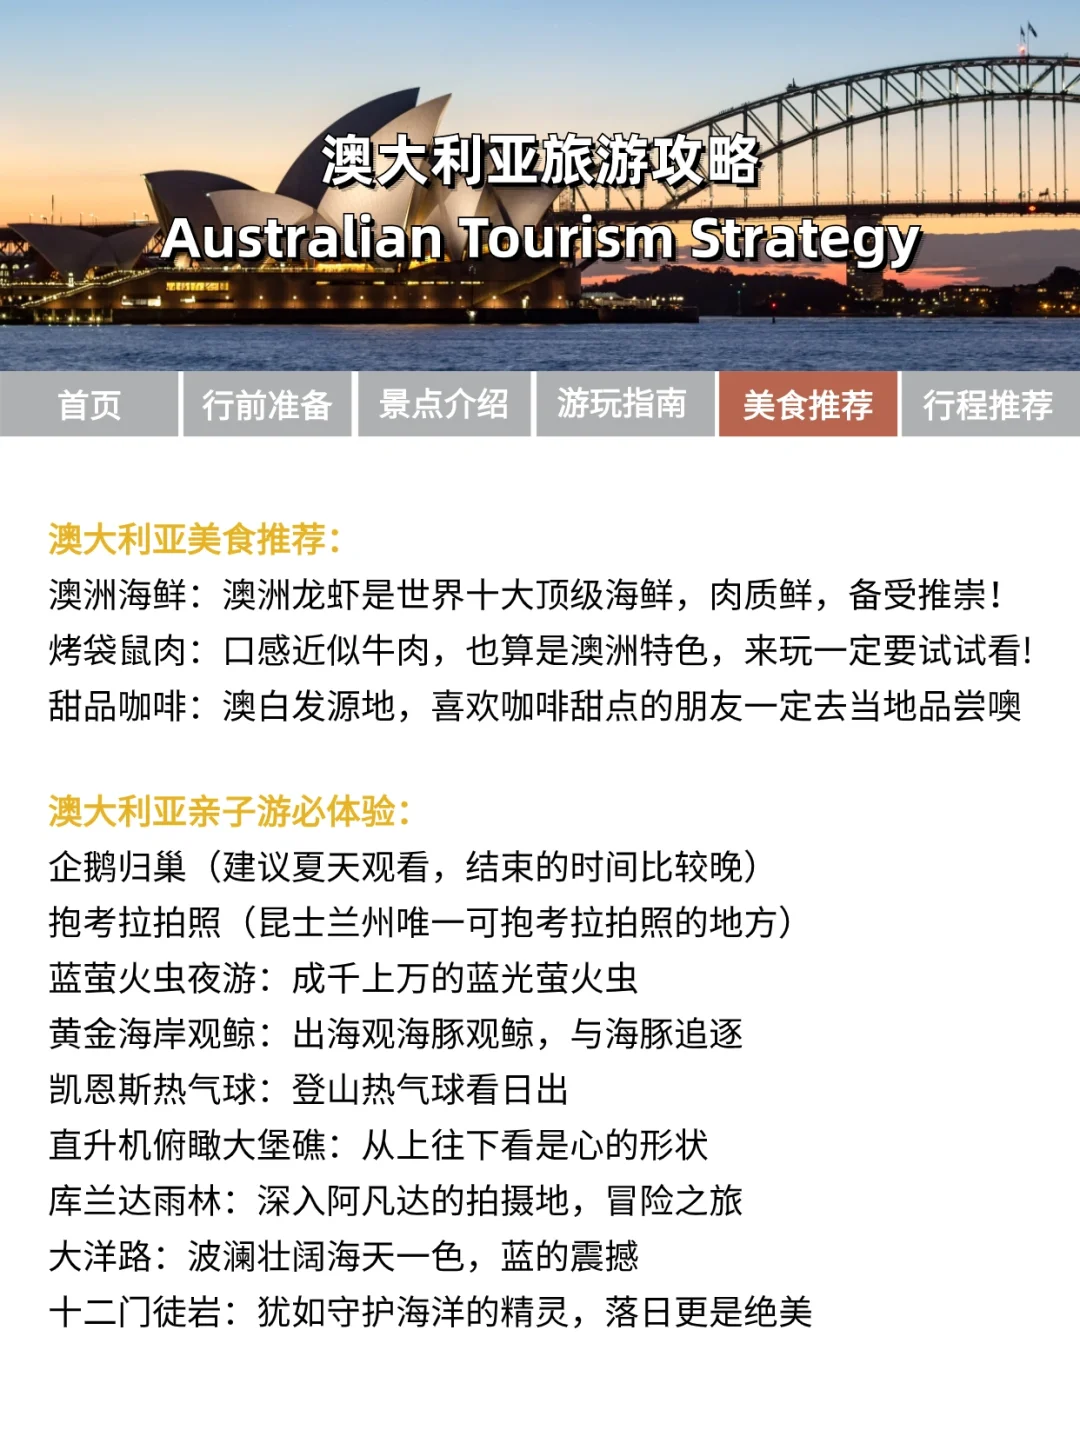 澳大利亚旅游攻略
Australian Tourism Strategy
首页 行前准备 景点介绍 游玩指南 美食推荐 行程推荐
澳大利亚美食推荐：
澳洲海鲜：澳洲龙虾是世界十大顶级海鲜，肉质鲜，备受推崇！
烤袋鼠肉：口感近似牛肉，也算是澳洲特色，来玩一定要试试看!
甜品咖啡：澳白发源地，喜欢咖啡甜点的朋友一定去当地品尝噢
澳大利亚亲子游必体验：
企鹅归巢（建议夏天观看，结束的时间比较晚）
抱考拉拍照（昆士兰州唯一可抱考拉拍照的地方）
蓝萤火虫夜游：成千上万的蓝光萤火虫
黄金海岸观鲸：出海观海豚观鲸，与海豚追逐
凯恩斯热气球：登山热气球看日出
直升机俯瞰大堡礁：从上往下看是心的形状
库兰达雨林：深入阿凡达的拍摄地，冒险之旅
大洋路：波澜壮阔海天一色，蓝的震撼
十二门徒岩：犹如守护海洋的精灵，落日更是绝美